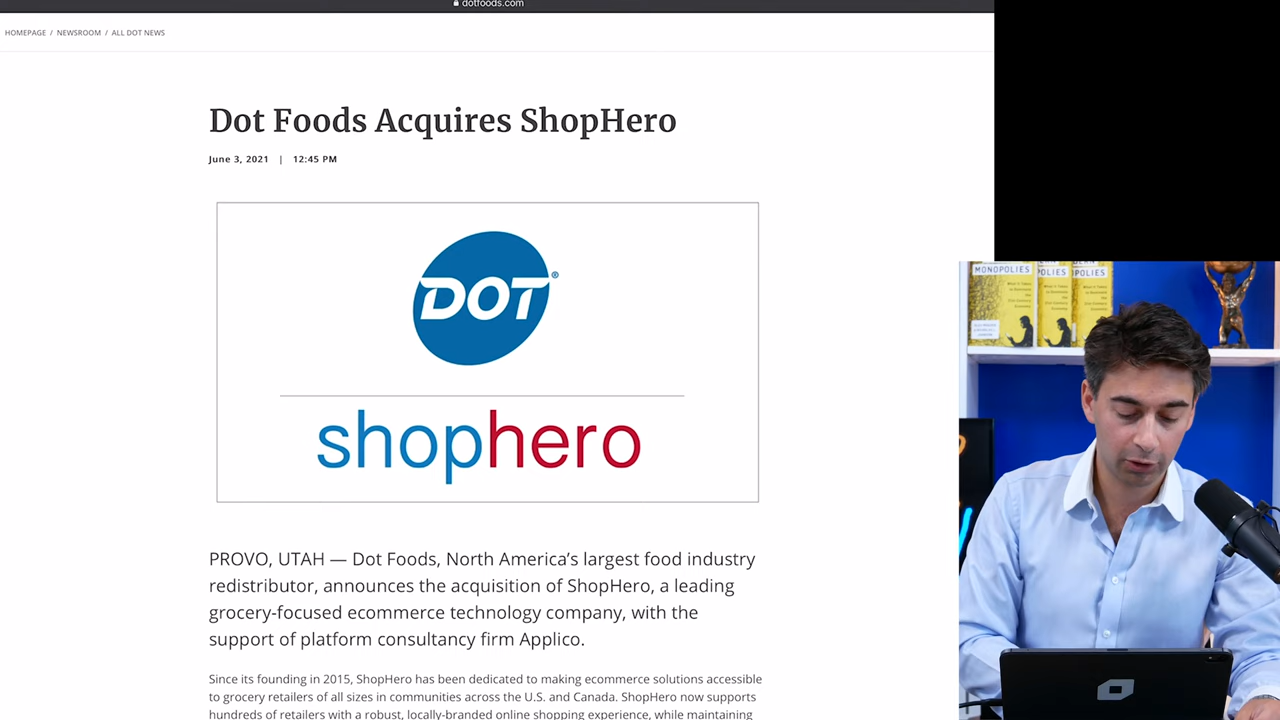 dotfoods.com
HOMEPAGE / NEWSROOM / ALL DOT NEWS
Dot Foods Acquires ShopHero
June 3, 2021 | 12:45 PM
DOT®
shophero
PROVO, UTAH — Dot Foods, North America's largest food industry
redistributor, announces the acquisition of ShopHero, a leading
grocery-focused ecommerce technology company, with the
support of platform consultancy firm Applico.
Since its founding in 2015, ShopHero has been dedicated to making ecommerce solutions accessible
to grocery retailers of all sizes in communities across the U.S. and Canada. ShopHero now supports
hundreds of retailers with a robust, locally-branded online shopping experience, while maintaining
MONOPOLIES
POLIES
POLIES